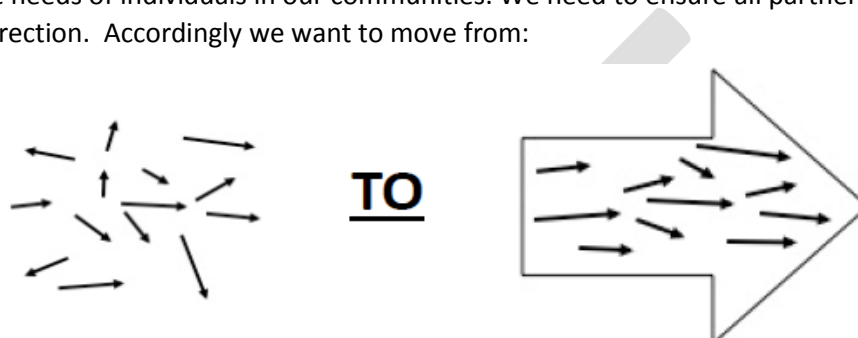 needs of individuals in our communities. We need to ensure all partner
rection. Accordingly we want to move from:
TO